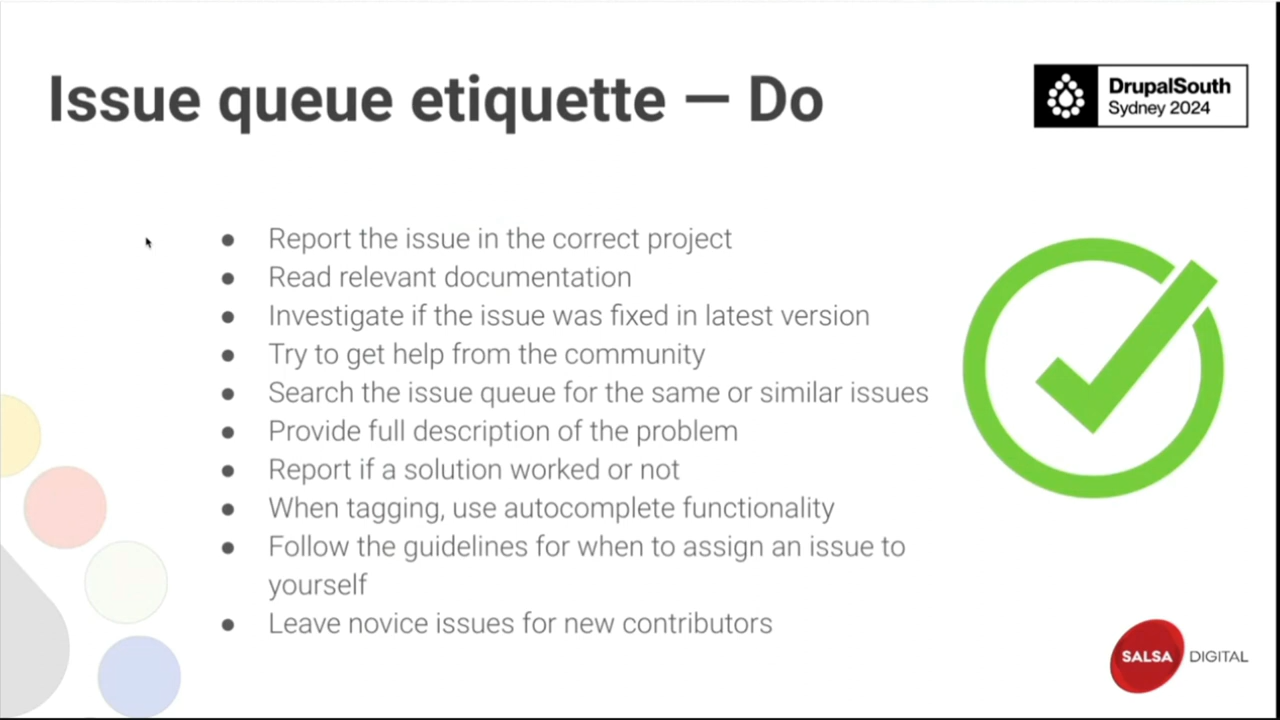 Issue queue etiquette — Do
DrupalSouth
Sydney 2024
● Report the issue in the correct project
● Read relevant documentation
● Investigate if the issue was fixed in latest version
● Try to get help from the community
● Search the issue queue for the same or similar issues
● Provide full description of the problem
● Report if a solution worked or not
● When tagging, use autocomplete functionality
● Follow the guidelines for when to assign an issue to
yourself
● Leave novice issues for new contributors
SALSA DIGITAL